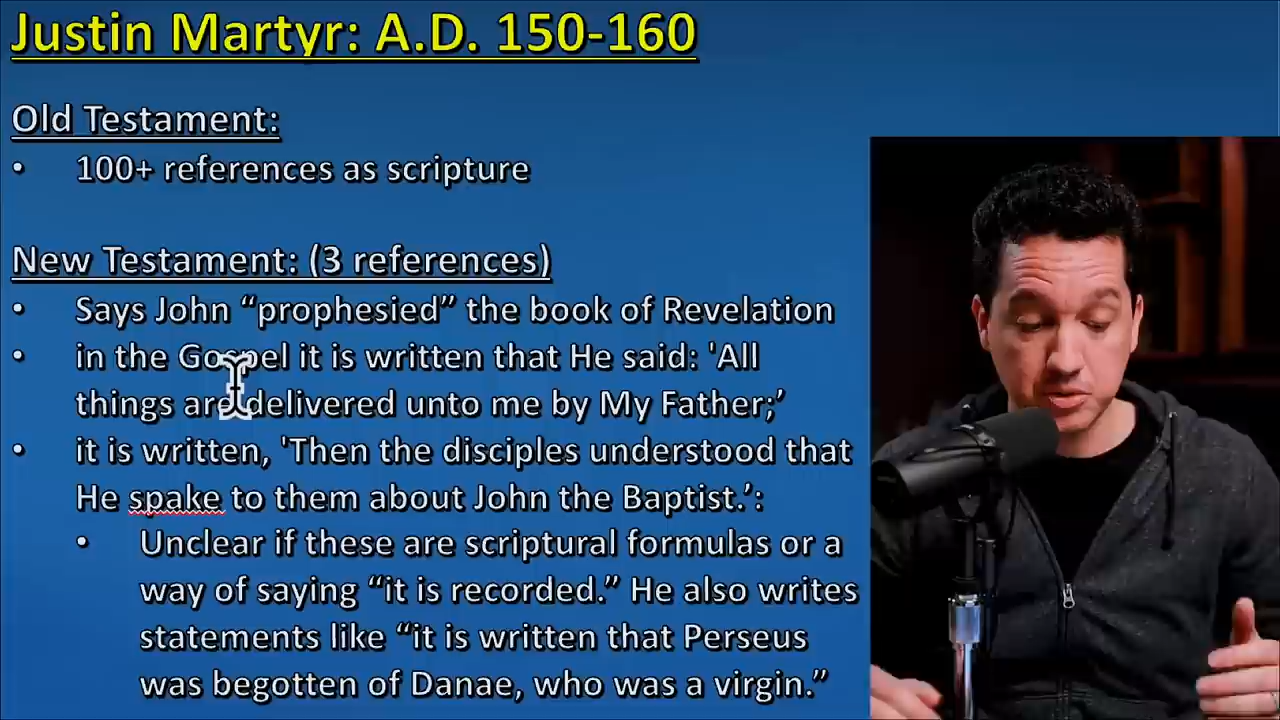 Justin Martyr: A.D. 150-160
Old Testament:
• 100+ references as scripture
New Testament: (3 references)
• Says John “prophesied” the book of Revelation
• in the Gospel it is written that He said: 'All
things are delivered unto me by My Father;’
• it is written, 'Then the disciples understood that
He spake to them about John the Baptist.’:
• Unclear if these are scriptural formulas or a
way of saying “it is recorded.” He also writes
statements like “it is written that Perseus
was begotten of Danae, who was a virgin.”